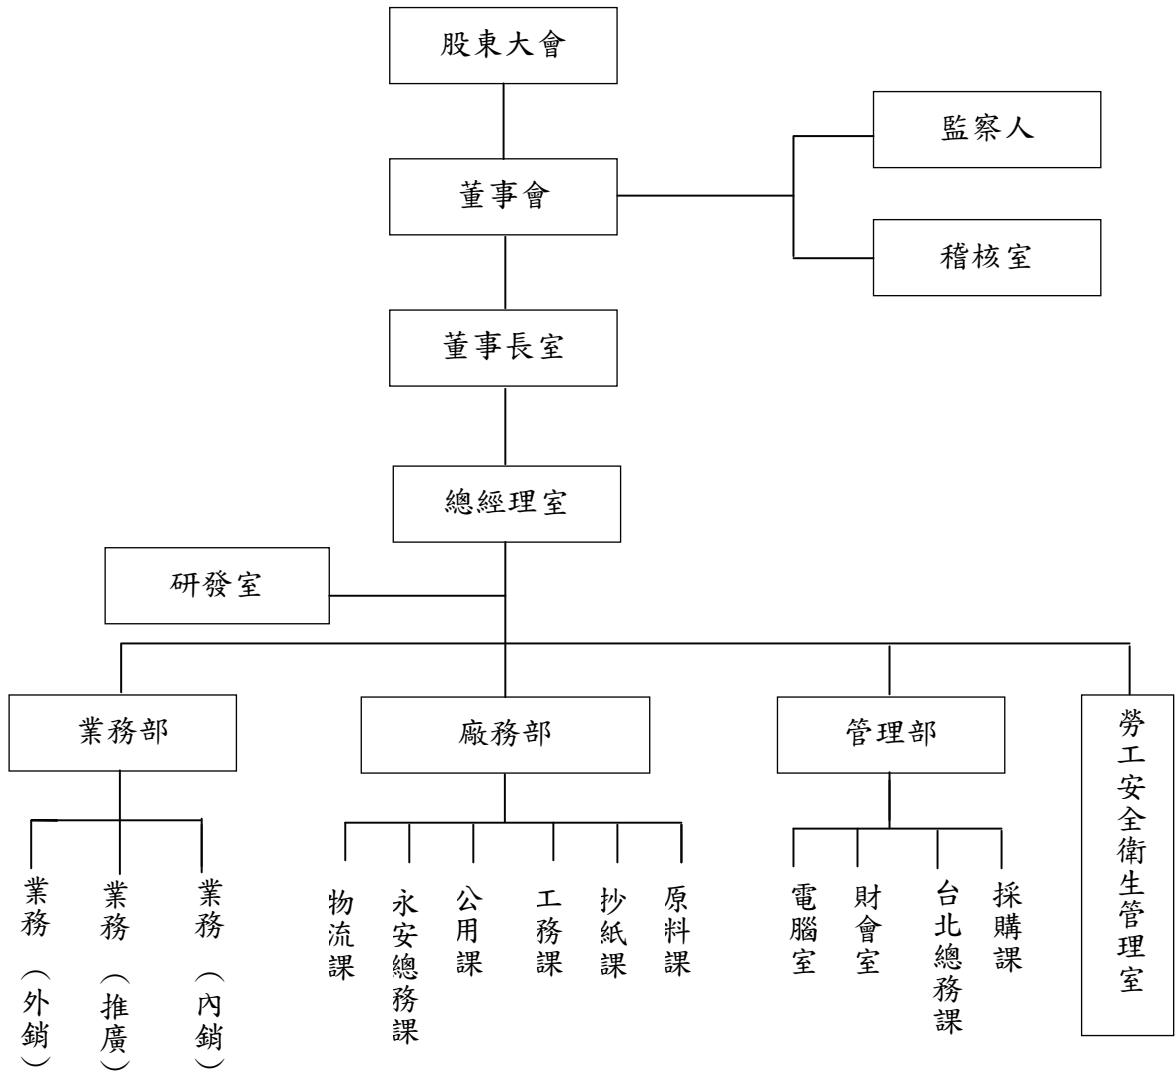 股東大會
監察人
董事會
稽核室
董事長室
總經理室
研發室
業務部
廠務部
管理部
勞工安全衛生管理室
業務（外銷）
業務（推廣）
業務（內銷）
物流課
永安總務課
公用課
工務課
抄紙課
原料課
電腦室
財會室
台北總務課
採購課